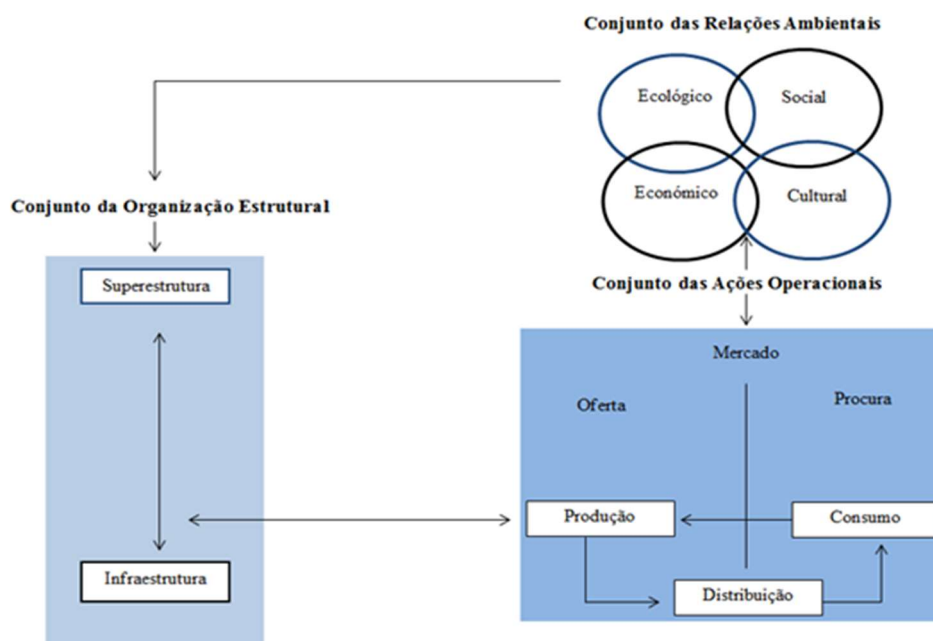 Conjunto das Relações Ambientais
Ecológico
Social
Económico
Cultural
Conjunto da Organização Estrutural
Superestrutura
Infraestrutura
Conjunto das Ações Operacionais
Mercado
Oferta
Procura
Produção
Consumo
Distribuição